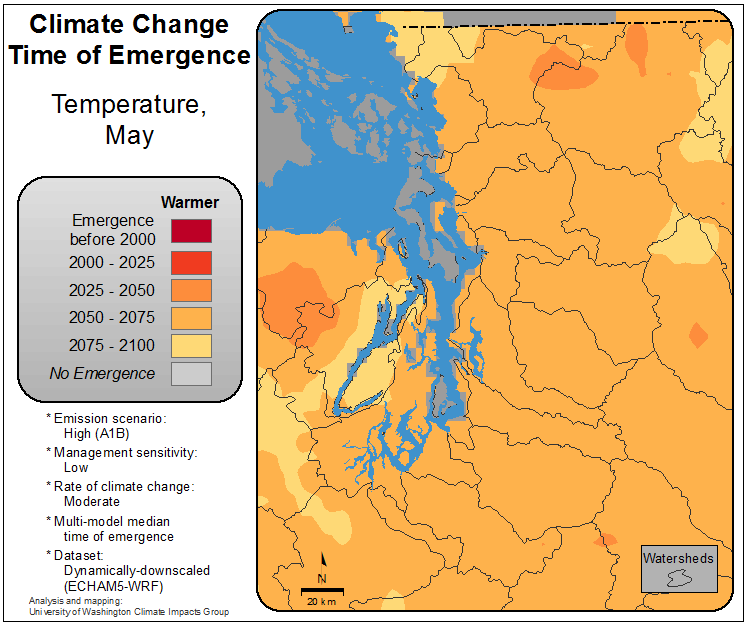 Climate Change
Time of Emergence
Temperature,
May
Warmer
Emergence
before 2000
2000 - 2025
2025 - 2050
2050 - 2075
2075 - 2100
No Emergence
* Emission scenario:
High (A1B)
* Management sensitivity:
Low
* Rate of climate change:
Moderate
* Multi-model median
time of emergence
* Dataset:
Dynamically-downscaled
(ECHAM5-WRF)
Analysis and mapping:
University of Washington Climate Impacts Group
N
20 km
Watersheds